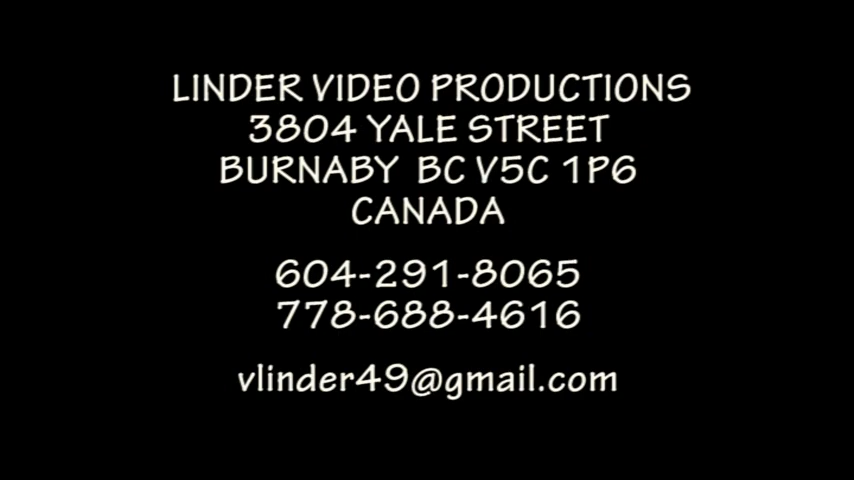 LINDER VIDEO PRODUCTIONS
3804 YALE STREET
BURNABY BC V5C 1P6
CANADA
604-291-8065
778-688-4616
vlinder49@gmail.com